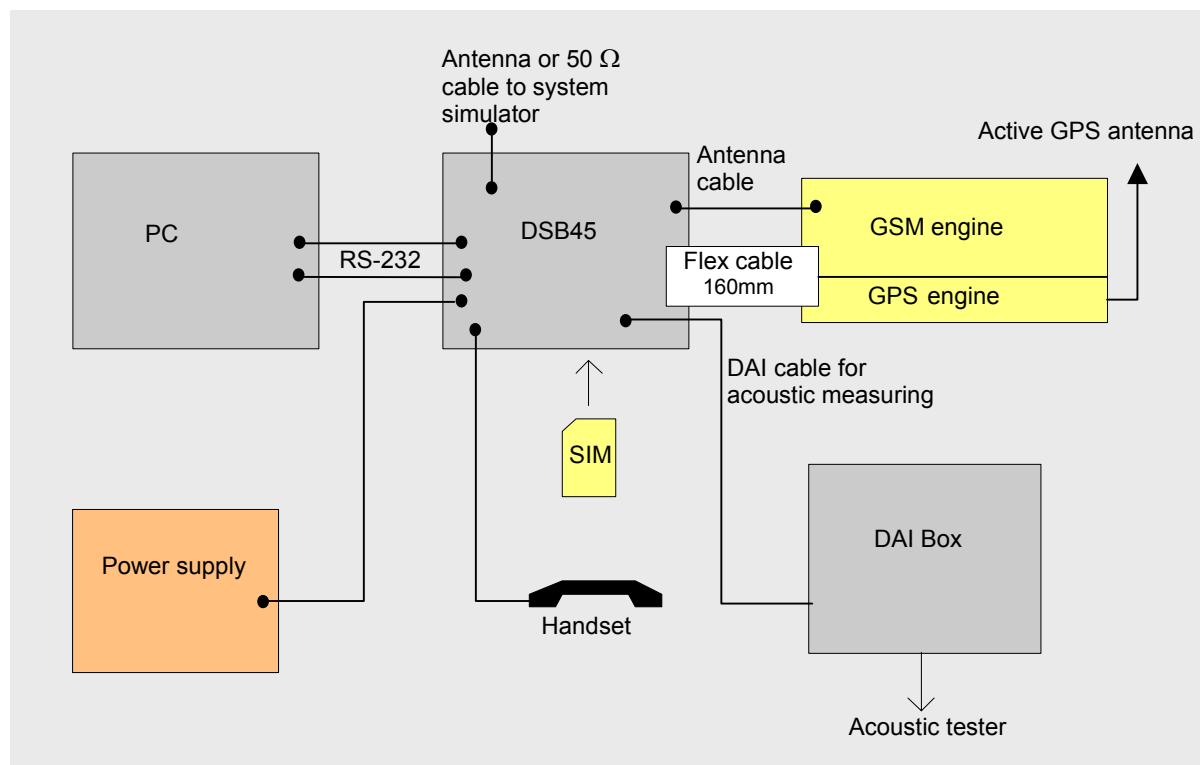 Antenna or 50 Ω
cable to system
simulator
Active GPS antenna
Antenna
cable
PC
DSB45
GSM engine
RS-232
Flex cable
160mm
GPS engine
DAI cable for
acoustic measuring
SIM
Power supply
DAI Box
Handset
Acoustic tester